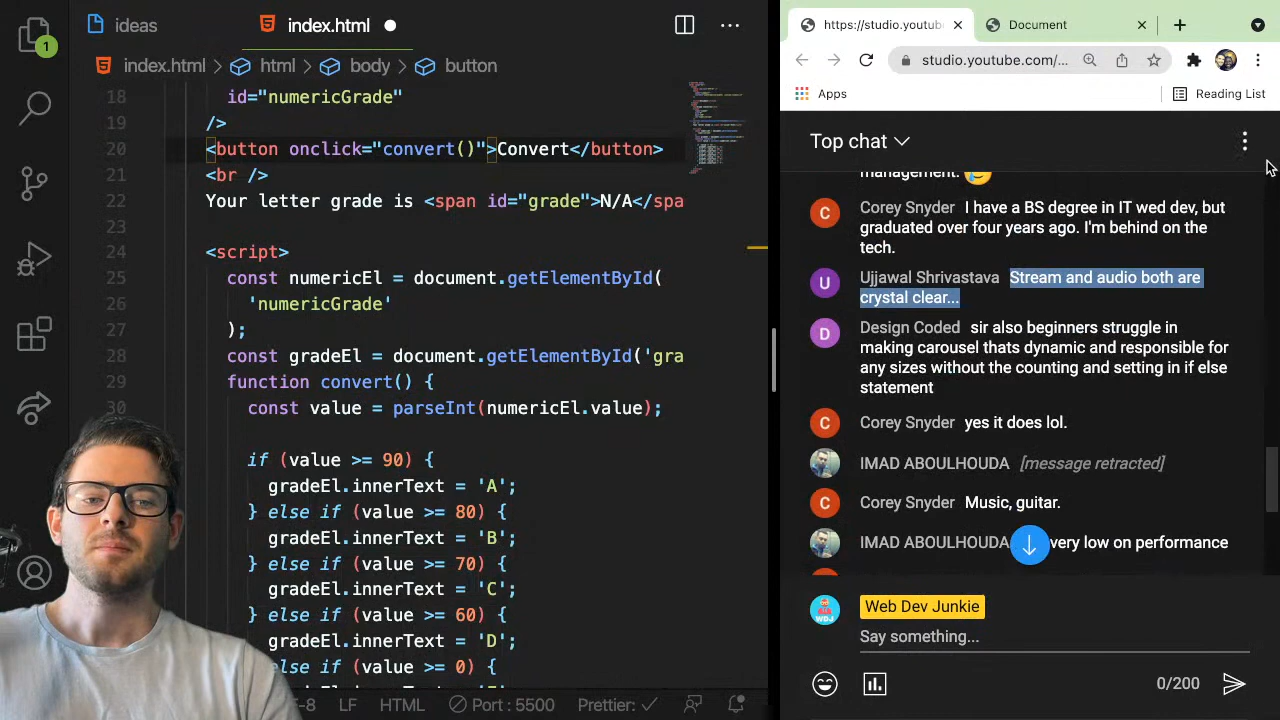 ideas
index.html
index.html
html
body
button
18 id="numericGrade"
19 />
20 <button onclick="convert()">Convert</button>
21 <br />
22 Your letter grade is <span id="grade">N/A</spa
23
24 <script>
25 const numericEl = document.getElementById(
26 'numericGrade'
27 );
28 const gradeEl = document.getElementById('gra
29 function convert() {
30 const value = parseInt(numericEl.value);
if (value >= 90) {
gradeEl.innerText = 'A';
} else if (value >= 80) {
gradeEl.innerText = 'B';
} else if (value >= 70) {
gradeEl.innerText = 'C';
} else if (value >= 60) {
gradeEl.innerText = 'D';
else if (value >= 0) {
F-8 LF HTML Port : 5500 Prettier:
1
https://studio.youtub
Document
studio.youtube.com/...
Apps
Reading List
Top chat
management.
C Corey Snyder I have a BS degree in IT wed dev, but
graduated over four years ago. I'm behind on the
tech.
U Ujjawal Shrivastava Stream and audio both are
crystal clear...
D Design Coded sir also beginners struggle in
making carousel thats dynamic and responsible for
any sizes without the counting and setting in if else
statement
C Corey Snyder yes it does lol.
IMAD ABOULHOUDA [message retracted]
C Corey Snyder Music, guitar.
IMAD ABOULHOUDA very low on performance
WDJ
Web Dev Junkie
Say something...
0/200